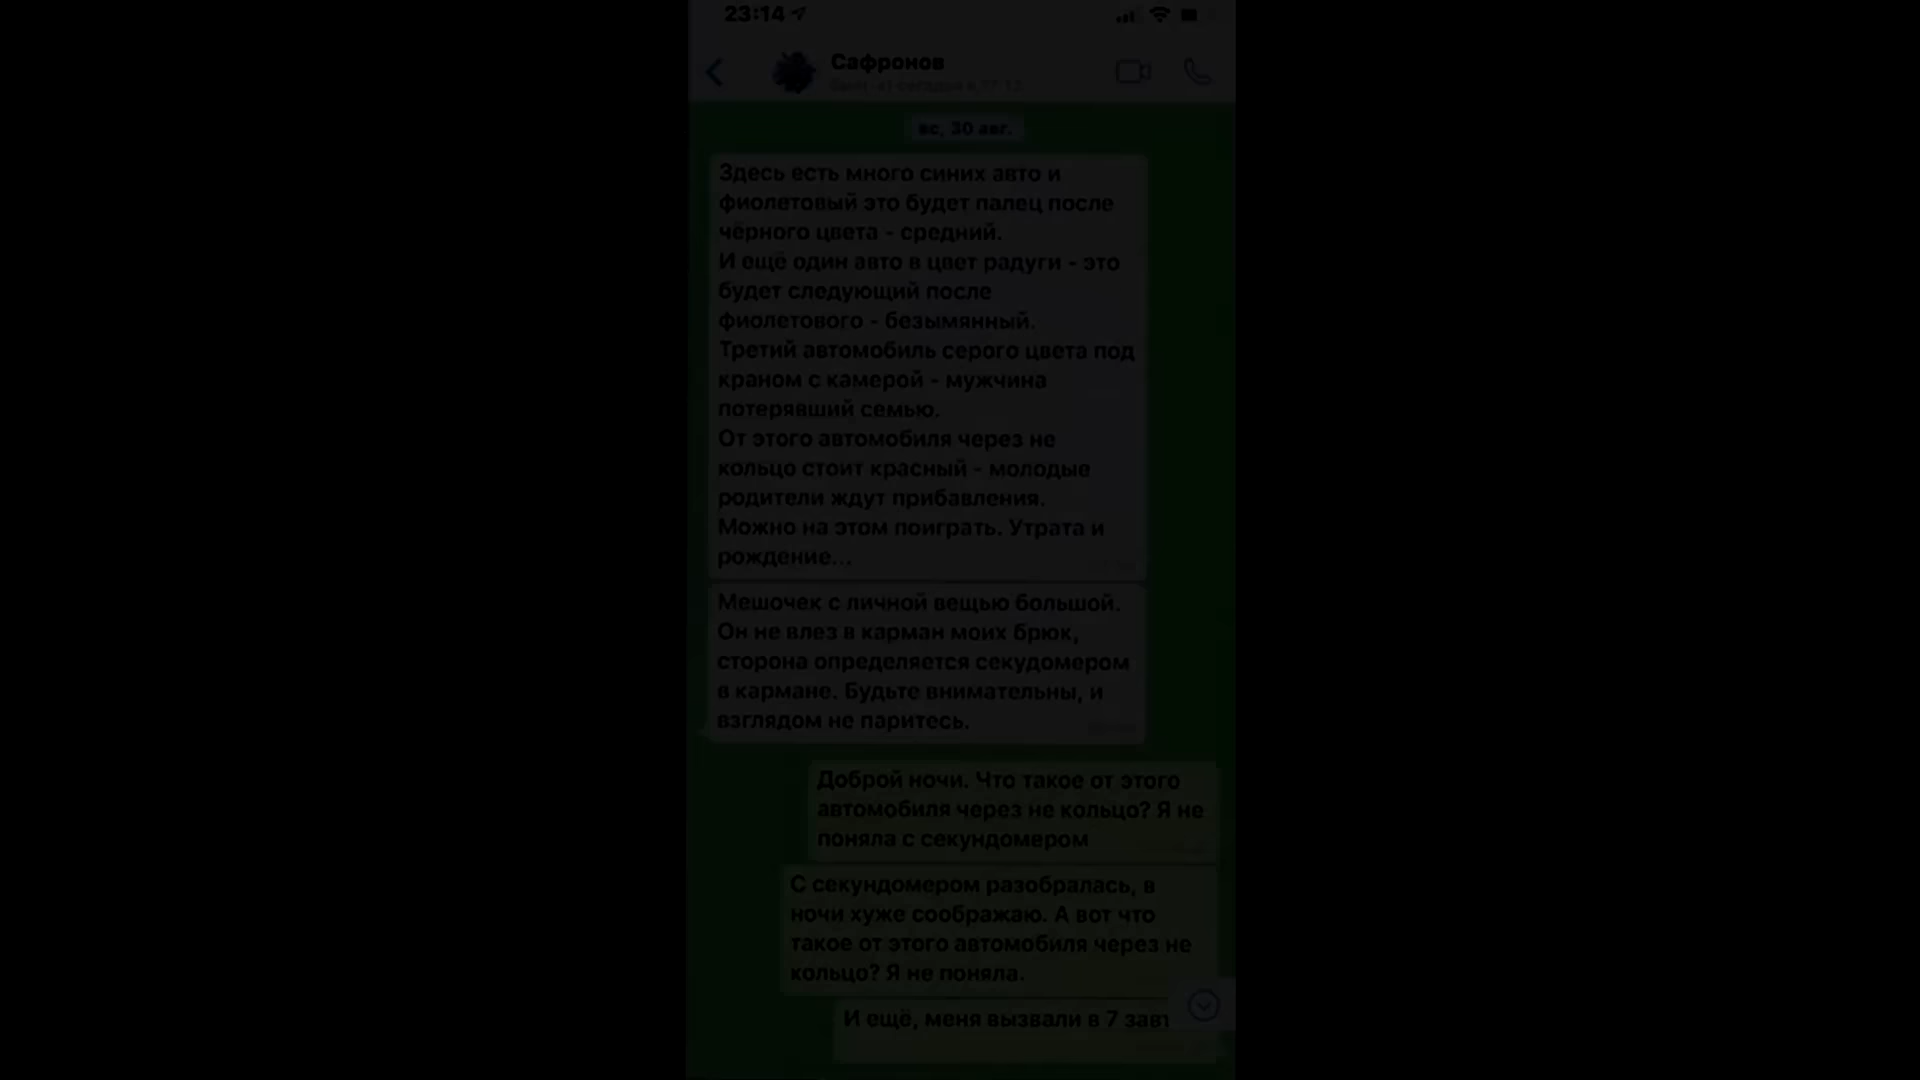 23:14
Сафронов
вс, 30 авг.
Здесь есть много синих авто и
фиолетовый это будет палец после
чёрного цвета - средний.
И ещё один авто в цвет радуги - это
будет следующий после
фиолетового - безымянный.
Третий автомобиль серого цвета под
краном с камерой - мужчина
потерявший семью.
От этого автомобиля через не
кольцо стоит красный - молодые
родители ждут прибавления.
Можно на этом поиграть. Утрата и
рождение...
Мешочек с личной вещью большой.
Он не влез в карман моих брюк,
сторона определяется секудомером
в кармане. Будьте внимательны, и
взглядом не паритесь.
Доброй ночи. Что такое от этого
автомобиля через не кольцо? Я не
поняла с секундомером
С секундомером разобралась, в
ночи хуже соображаю. А вот что
такое от этого автомобиля через не
кольцо? Я не поняла.
И ещё, меня вызвали в 7 завт